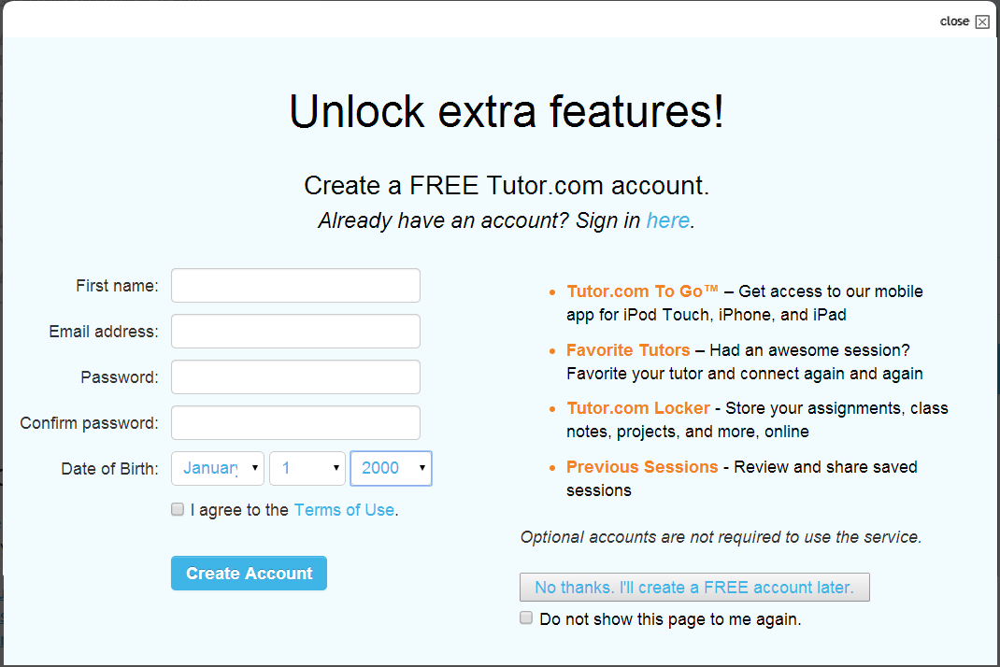 close
Unlock extra features!
Create a FREE Tutor.com account.
Already have an account? Sign in here.
First name:
Email address:
Password:
Confirm password:
Date of Birth: January 1 2000
I agree to the Terms of Use.
Create Account
Tutor.com To Go™ – Get access to our mobile
app for iPod Touch, iPhone, and iPad
Favorite Tutors – Had an awesome session?
Favorite your tutor and connect again and again
Tutor.com Locker - Store your assignments, class
notes, projects, and more, online
Previous Sessions - Review and share saved
sessions
Optional accounts are not required to use the service.
No thanks. I'll create a FREE account later.
Do not show this page to me again.